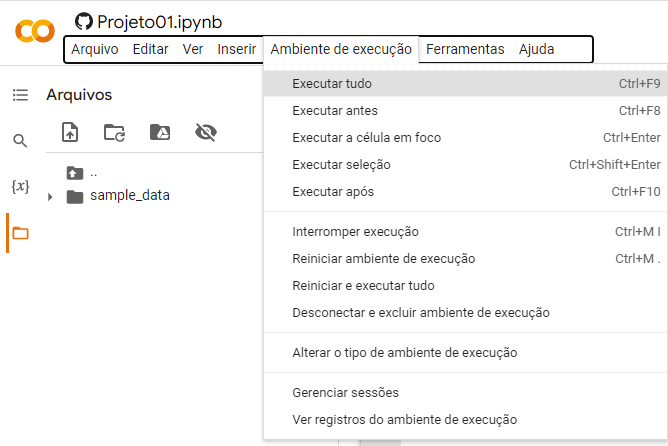 Projeto01.ipynb
Arquivo Editar Ver Inserir Ambiente de execução Ferramentas Ajuda
Arquivos
..
sample_data
Executar tudo Ctrl+F9
Executar antes Ctrl+F8
Executar a célula em foco Ctrl+Enter
Executar seleção Ctrl+Shift+Enter
Executar após Ctrl+F10
Interromper execução Ctrl+M I
Reiniciar ambiente de execução Ctrl+M .
Reiniciar e executar tudo
Desconectar e excluir ambiente de execução
Alterar o tipo de ambiente de execução
Gerenciar sessões
Ver registros do ambiente de execução
{x}